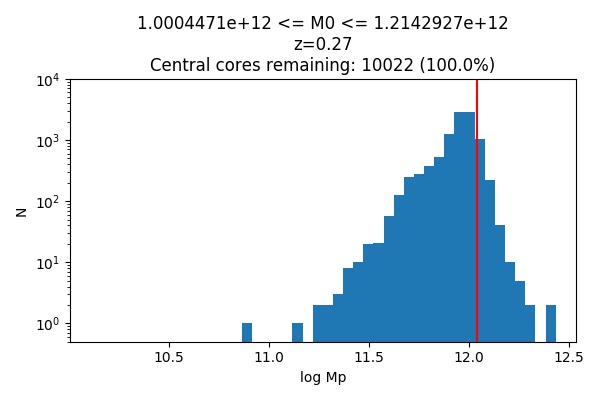 1.0004471e+12 <= M0 <= 1.2142927e+12
z=0.27
Central cores remaining: 10022 (100.0%)
10⁴
10³
10²
10¹
10⁰
N
10.5 11.0 11.5 12.0 12.5
log Mp